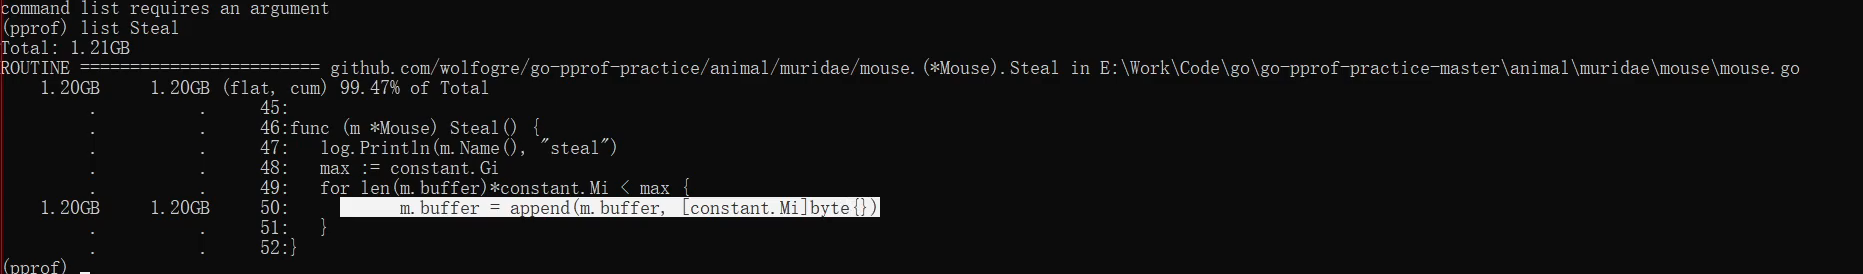 command list requires an argument
(pprof) list Steal
Total: 1.21GB
ROUTINE ======================== github.com/wolfogre/go-pprof-practice/animal/muridae/mouse.(*Mouse).Steal in E:\Work\Code\go\go-pprof-practice-master\animal\muridae\mouse\mouse.go
1.20GB 1.20GB (flat, cum) 99.47% of Total
. . 45:
. . 46:func (m *Mouse) Steal() {
. . 47: log.Println(m.Name(), "steal")
. . 48: max := constant.Gi
. . 49: for len(m.buffer)*constant.Mi < max {
1.20GB 1.20GB 50: m.buffer = append(m.buffer, [constant.Mi]byte{})
. . 51: }
. . 52:}
(pprof)